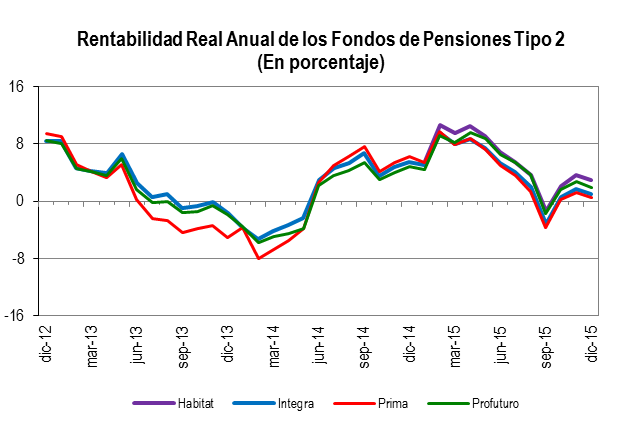 Rentabilidad Real Anual de los Fondos de Pensiones Tipo 2
(En porcentaje)
16
8
0
-8
-16
dic-12
mar-13
jun-13
sep-13
dic-13
mar-14
jun-14
sep-14
dic-14
mar-15
jun-15
sep-15
dic-15
Habitat
Integra
Prima
Profuturo